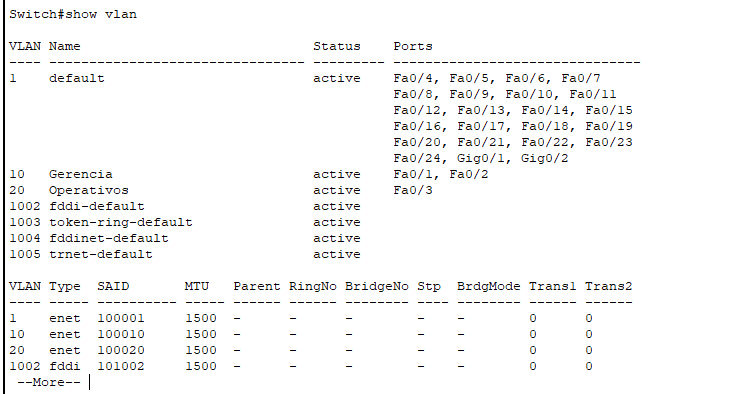 Switch#show vlan
VLAN Name                             Status    Ports
---- -------------------------------- --------- -------------------------------
1    default                          active    Fa0/4, Fa0/5, Fa0/6, Fa0/7
                                                Fa0/8, Fa0/9, Fa0/10, Fa0/11
                                                Fa0/12, Fa0/13, Fa0/14, Fa0/15
                                                Fa0/16, Fa0/17, Fa0/18, Fa0/19
                                                Fa0/20, Fa0/21, Fa0/22, Fa0/23
                                                Fa0/24, Gig0/1, Gig0/2
10   Gerencia                         active    Fa0/1, Fa0/2
20   Operativos                       active    Fa0/3
1002 fddi-default                     active
1003 token-ring-default               active
1004 fddinet-default                  active
1005 trnet-default                    active
VLAN Type  SAID       MTU   Parent RingNo BridgeNo Stp  BrdgMode Trans1 Trans2
---- ----- ---------- ----- ------ ------ -------- ---- -------- ------ ------
1    enet  100001     1500  -      -      -        -    -        0      0
10   enet  100010     1500  -      -      -        -    -        0      0
20   enet  100020     1500  -      -      -        -    -        0      0
1002 fddi  101002     1500  -      -      -        -    -        0      0
 --More--